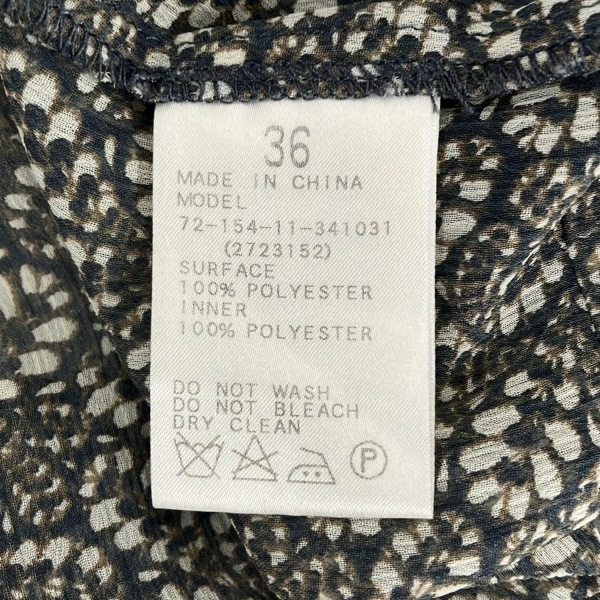 36
MADE IN CHINA
MODEL
72-154-11-341031
(2723152)
SURFACE
100% POLYESTER
INNER
100% POLYESTER
DO NOT WASH
DO NOT BLEACH
DRY CLEAN
P